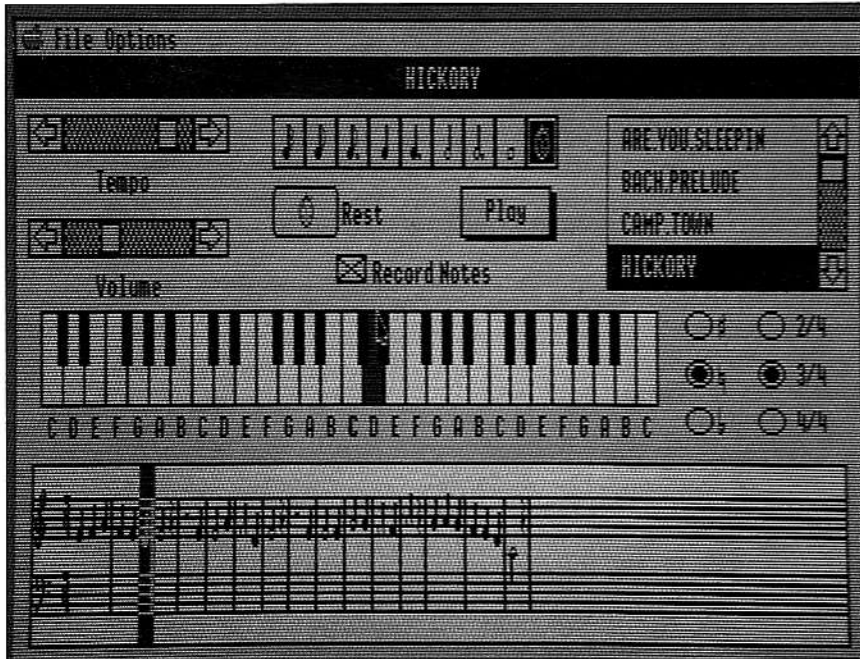 File Options
HICKORY
Tempo
Volume
Rest
Play
Record Notes
ARE.YOU.SLEEPIN
BACH.PRELUDE
CAMP.TOWN
HICKORY
2/4
3/4
4/4
C D E F G A B C D E F G A B C D E F G A B C D E F G A B C